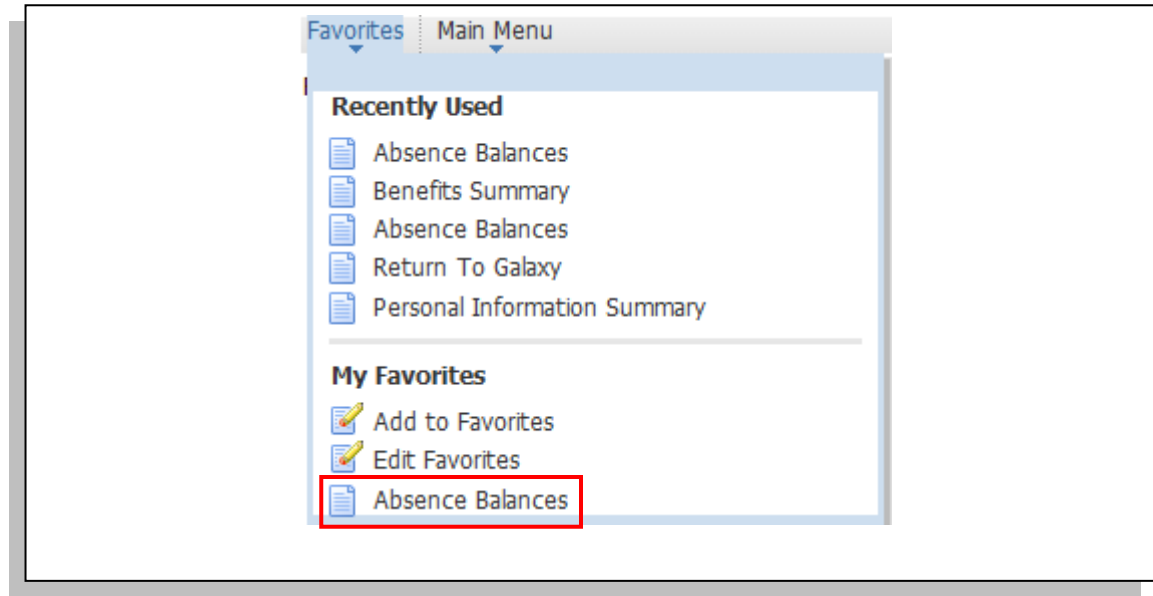 Favorites Main Menu
Recently Used
Absence Balances
Benefits Summary
Absence Balances
Return To Galaxy
Personal Information Summary
My Favorites
Add to Favorites
Edit Favorites
Absence Balances